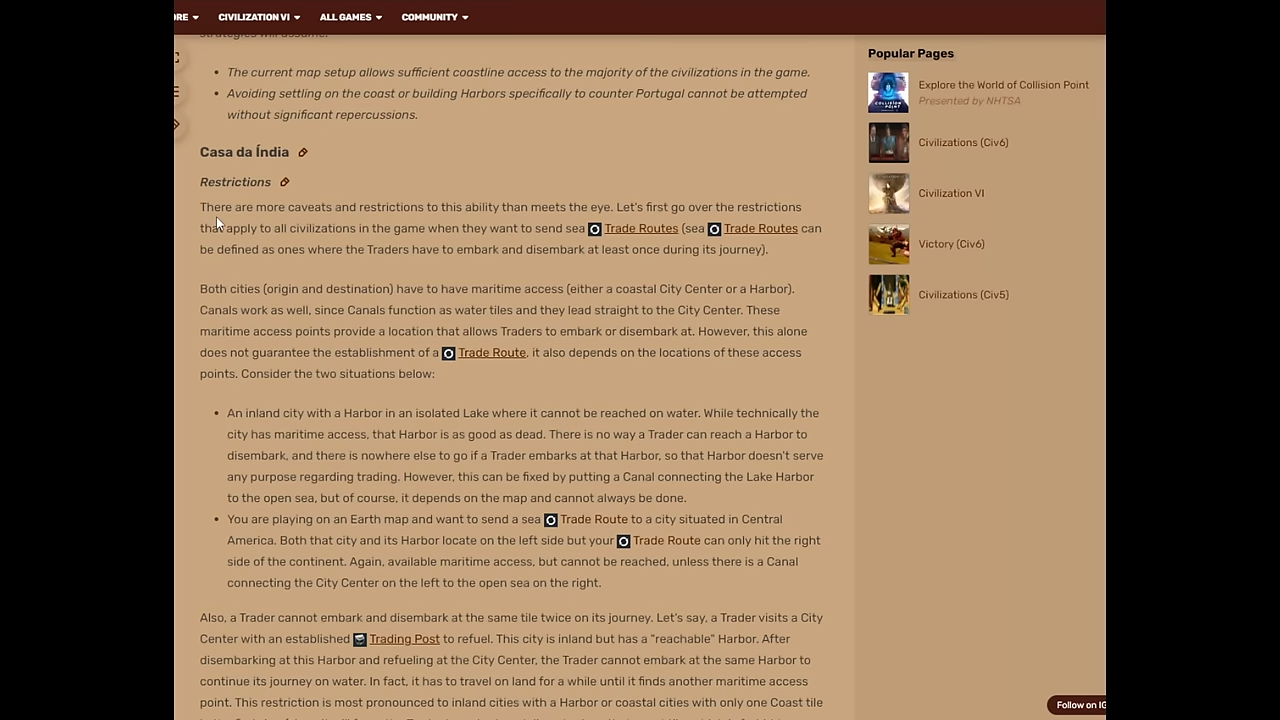 ORE
CIVILIZATION VI
ALL GAMES
COMMUNITY
strategies will assume:
The current map setup allows sufficient coastline access to the majority of the civilizations in the game.
Avoiding settling on the coast or building Harbors specifically to counter Portugal cannot be attempted
without significant repercussions.
Casa da Índia
Restrictions
There are more caveats and restrictions to this ability than meets the eye. Let's first go over the restrictions
that apply to all civilizations in the game when they want to send sea Trade Routes (sea Trade Routes can
be defined as ones where the Traders have to embark and disembark at least once during its journey).
Both cities (origin and destination) have to have maritime access (either a coastal City Center or a Harbor).
Canals work as well, since Canals function as water tiles and they lead straight to the City Center. These
maritime access points provide a location that allows Traders to embark or disembark at. However, this alone
does not guarantee the establishment of a Trade Route, it also depends on the locations of these access
points. Consider the two situations below:
An inland city with a Harbor in an isolated Lake where it cannot be reached on water. While technically the
city has maritime access, that Harbor is as good as dead. There is no way a Trader can reach a Harbor to
disembark, and there is nowhere else to go if a Trader embarks at that Harbor, so that Harbor doesn't serve
any purpose regarding trading. However, this can be fixed by putting a Canal connecting the Lake Harbor
to the open sea, but of course, it depends on the map and cannot always be done.
You are playing on an Earth map and want to send a sea Trade Route to a city situated in Central
America. Both that city and its Harbor locate on the left side but your Trade Route can only hit the right
side of the continent. Again, available maritime access, but cannot be reached, unless there is a Canal
connecting the City Center on the left to the open sea on the right.
Also, a Trader cannot embark and disembark at the same tile twice on its journey. Let's say, a Trader visits a City
Center with an established Trading Post to refuel. This city is inland but has a "reachable" Harbor. After
disembarking at this Harbor and refueling at the City Center, the Trader cannot embark at the same Harbor to
continue its journey on water. In fact, it has to travel on land for a while until it finds another maritime access
point. This restriction is most pronounced to inland cities with a Harbor or coastal cities with only one Coast tile
Popular Pages
Explore the World of Collision Point
Presented by NHTSA
Civilizations (Civ6)
Civilization VI
Victory (Civ6)
Civilizations (Civ5)
Follow on IG